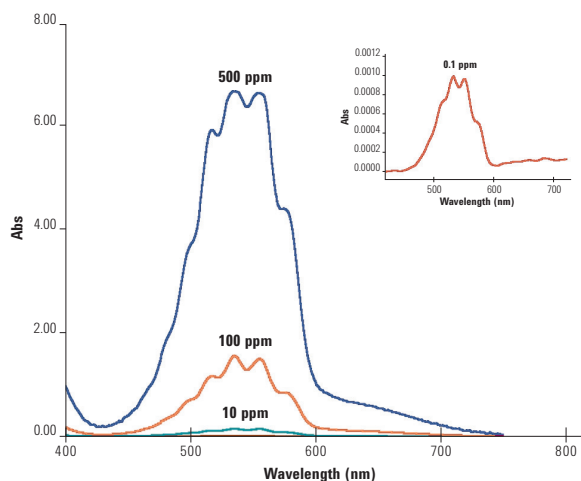 8.00
6.00
4.00
2.00
0.00
Abs
500 ppm
100 ppm
10 ppm
400 500 600 700 800
Wavelength (nm)
0.1 ppm
0.0012
0.0010
0.0008
0.0006
0.0004
0.0002
0.0000
Abs
500 600 700
Wavelength (nm)